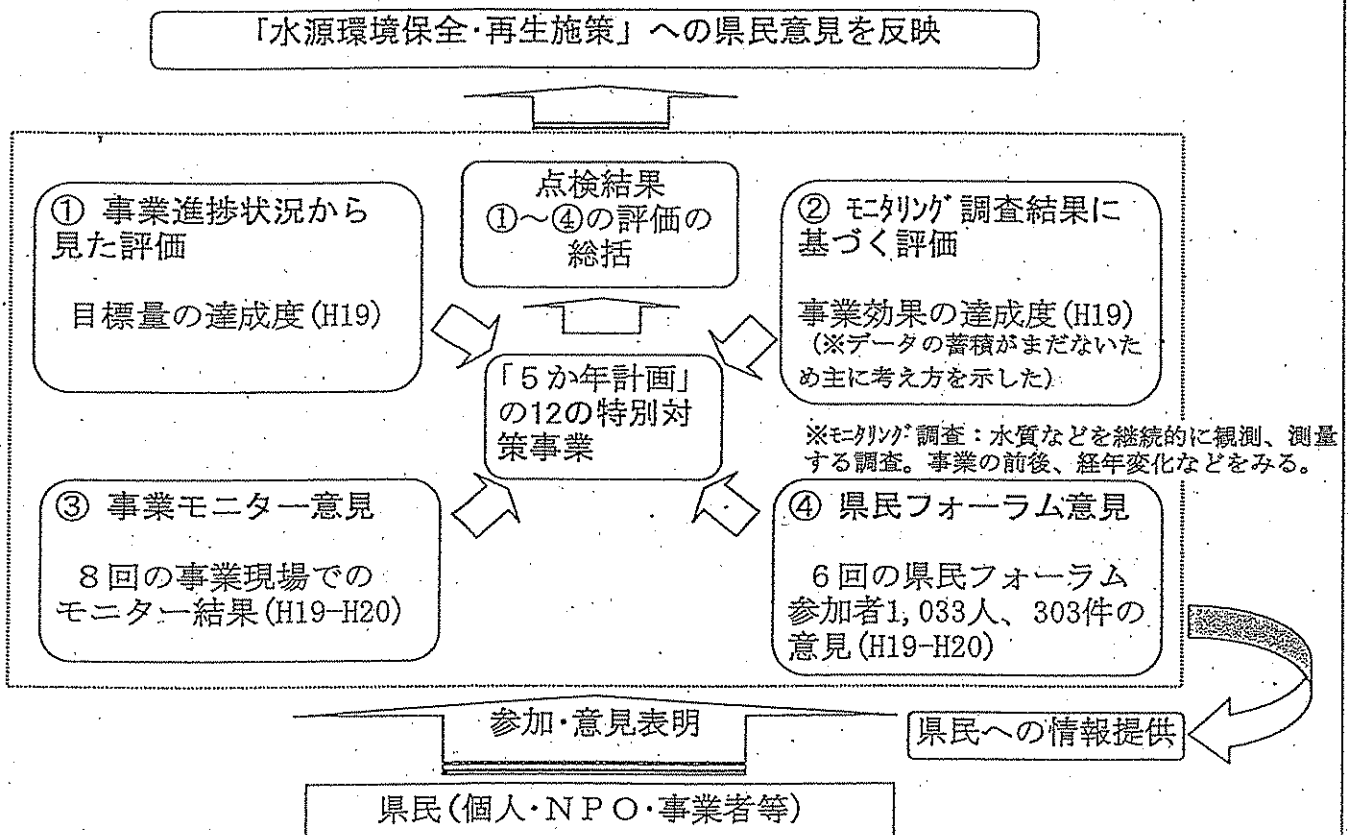 「水源環境保全・再生施策」への県民意見を反映
点検結果
①～④の評価の
総括
① 事業進捗状況から
見た評価
目標量の達成度(H19)
② ﾓﾆﾀﾘﾝｸﾞ調査結果に
基づく評価
事業効果の達成度(H19)
(※データの蓄積がまだないた
め主に考え方を示した)
「５か年計画」
の12の特別対
策事業
※ﾓﾆﾀﾘﾝｸﾞ調査：水質などを継続的に観測、測量
する調査。事業の前後、経年変化などをみる。
③ 事業モニター意見
８回の事業現場での
モニター結果(H19-H20)
④ 県民フォーラム意見
６回の県民フォーラム
参加者1,033人、303件の
意見(H19-H20)
参加・意見表明
県民への情報提供
県民(個人・ＮＰＯ・事業者等)